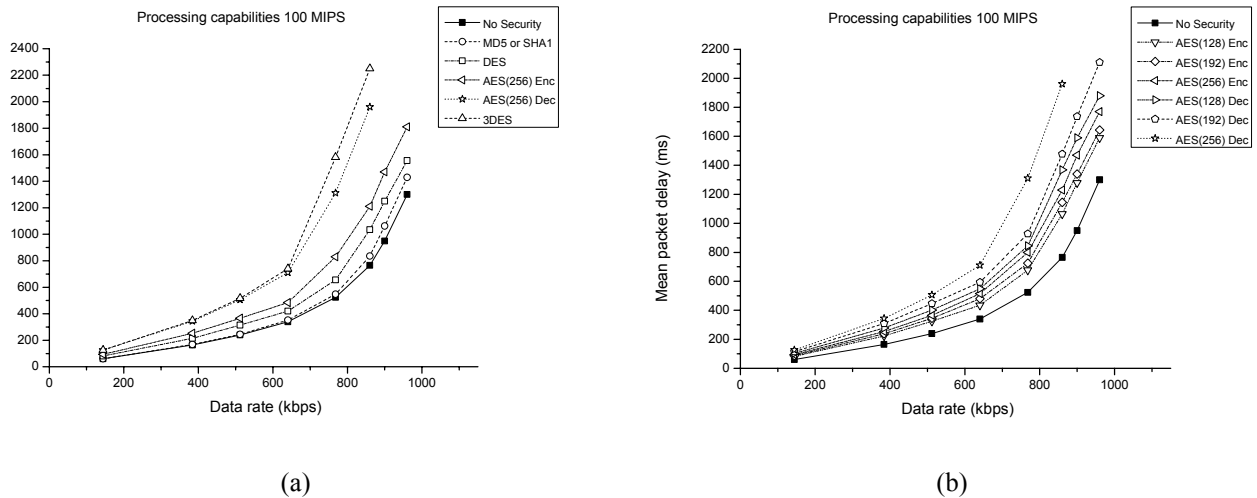 Processing capabilities 100 MIPS
No Security
MD5 or SHA1
DES
AES(256) Enc
AES(256) Dec
3DES
2400
2200
2000
1800
1600
1400
1200
1000
800
600
400
200
0
0 200 400 600 800 1000
Data rate (kbps)
(a)
Processing capabilities 100 MIPS
No Security
AES(128) Enc
AES(192) Enc
AES(256) Enc
AES(128) Dec
AES(192) Dec
AES(256) Dec
Mean packet delay (ms)
2200
2000
1800
1600
1400
1200
1000
800
600
400
200
0
0 200 400 600 800 1000
Data rate (kbps)
(b)